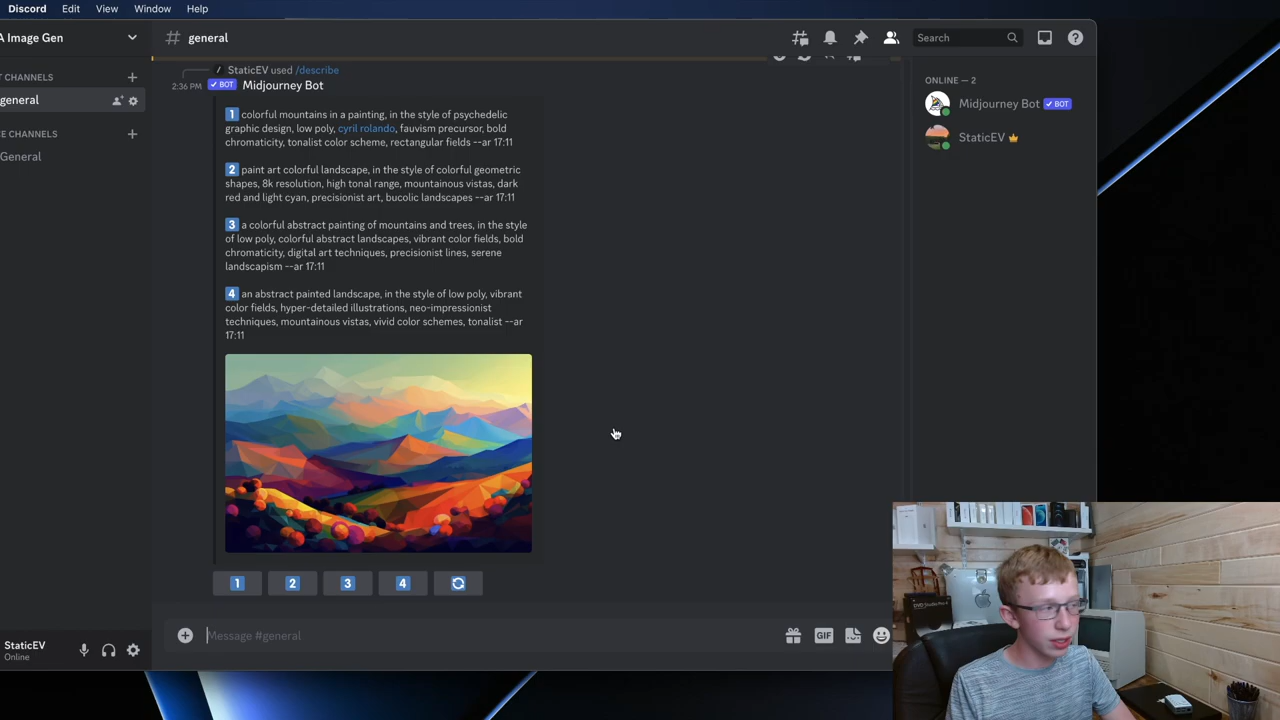 Discord Edit View Window Help
A Image Gen
# general
Search
T CHANNELS
general
CE CHANNELS
General
StaticEV used /describe
2:36 PM BOT Midjourney Bot
1 colorful mountains in a painting, in the style of psychedelic
graphic design, low poly, cyril rolando, fauvism precursor, bold
chromaticity, tonalist color scheme, rectangular fields --ar 17:11
2 paint art colorful landscape, in the style of colorful geometric
shapes, 8k resolution, high tonal range, mountainous vistas, dark
red and light cyan, precisionist art, bucolic landscapes --ar 17:11
3 a colorful abstract painting of mountains and trees, in the style
of low poly, colorful abstract landscapes, vibrant color fields, bold
chromaticity, digital art techniques, precisionist lines, serene
landscapism --ar 17:11
4 an abstract painted landscape, in the style of low poly, vibrant
color fields, hyper-detailed illustrations, neo-impressionist
techniques, mountainous vistas, vivid color schemes, tonalist --ar
17:11
1 2 3 4
Message #general
GIF
StaticEV
Online
ONLINE — 2
Midjourney Bot BOT
StaticEV
DVD Studio Pro 4